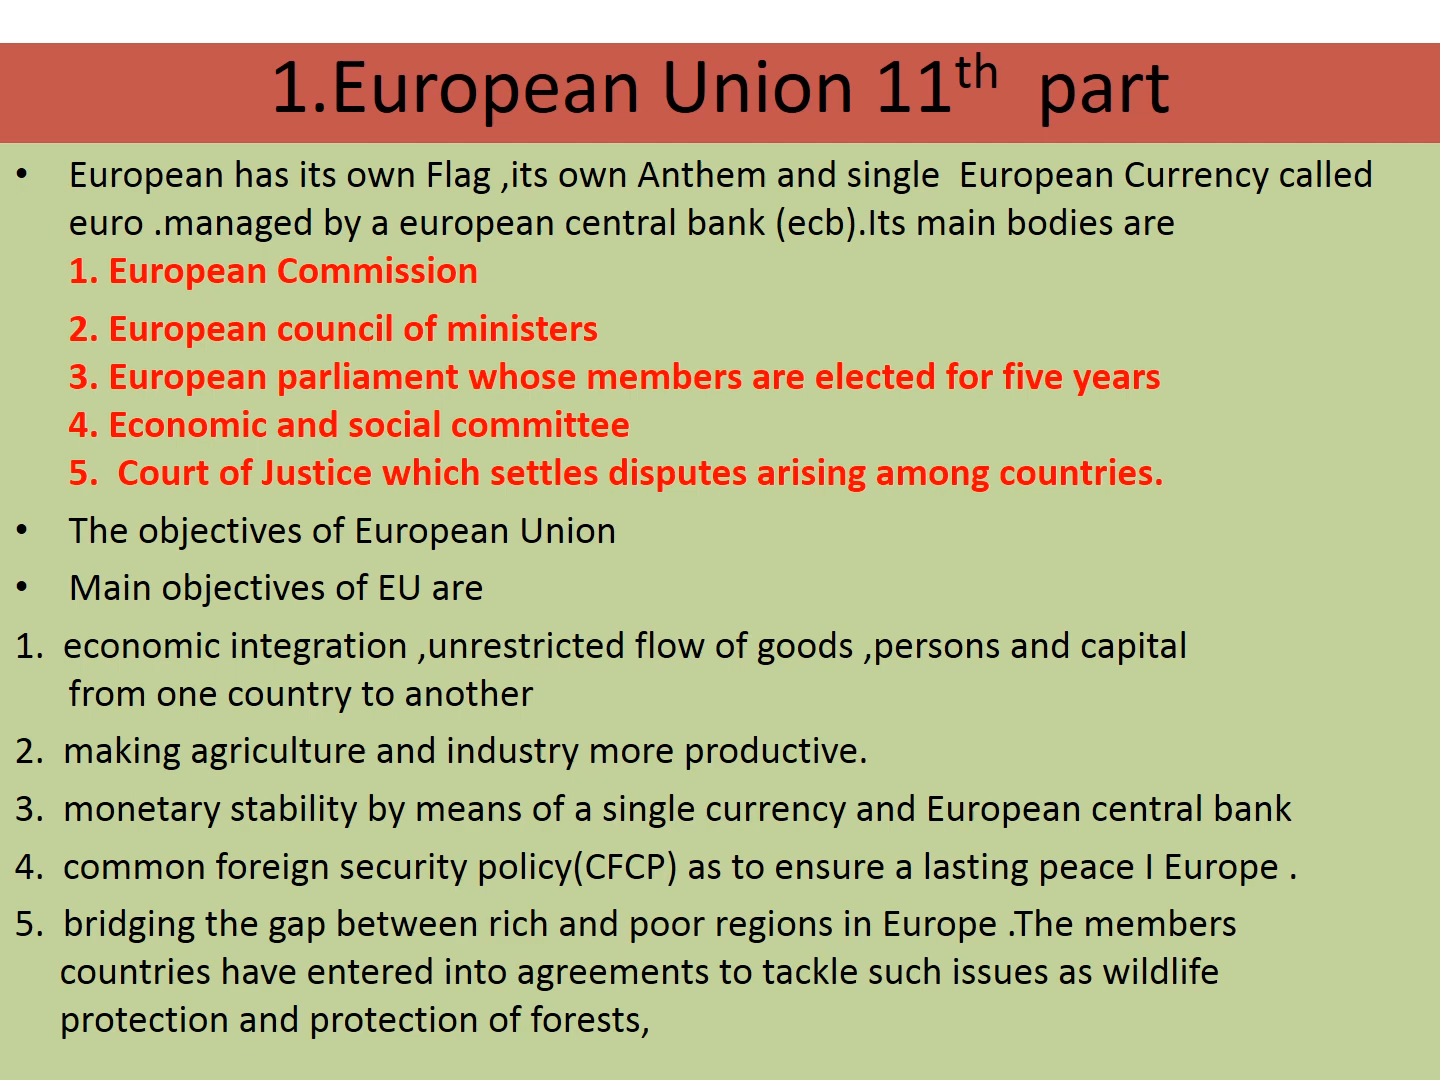 1.European Union 11th part
• European has its own Flag ,its own Anthem and single European Currency called
euro .managed by a european central bank (ecb).Its main bodies are
1. European Commission
2. European council of ministers
3. European parliament whose members are elected for five years
4. Economic and social committee
5. Court of Justice which settles disputes arising among countries.
• The objectives of European Union
• Main objectives of EU are
1. economic integration ,unrestricted flow of goods ,persons and capital
from one country to another
2. making agriculture and industry more productive.
3. monetary stability by means of a single currency and European central bank
4. common foreign security policy(CFCP) as to ensure a lasting peace I Europe .
5. bridging the gap between rich and poor regions in Europe .The members
countries have entered into agreements to tackle such issues as wildlife
protection and protection of forests,